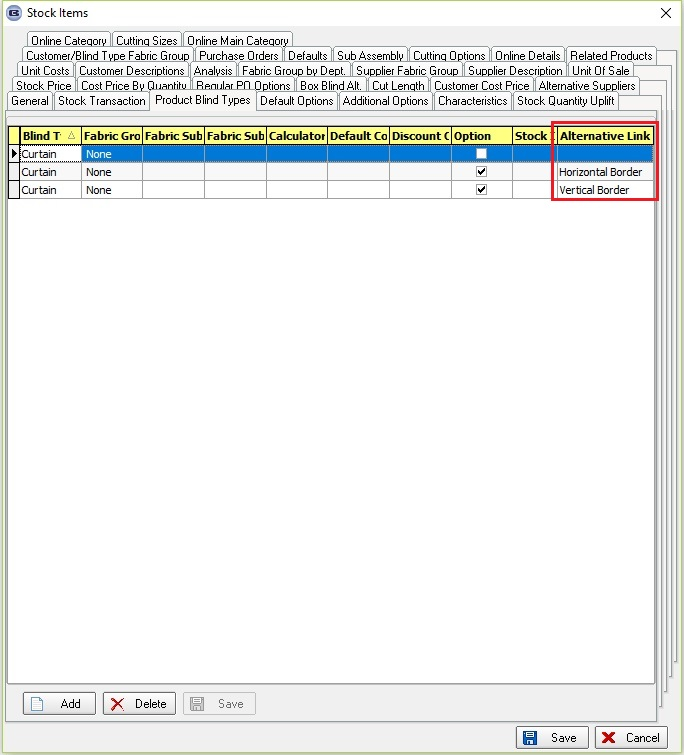 Stock Items
Online Category Cutting Sizes Online Main Category
Customer/Blind Type Fabric Group Purchase Orders Defaults Sub Assembly Cutting Options Online Details Related Products
Unit Costs Customer Descriptions Analysis Fabric Group by Dept. Supplier Fabric Group Supplier Description Unit Of Sale
Stock Price Cost Price By Quantity Regular PO Options Box Blind Alt. Cut Length Customer Cost Price Alternative Suppliers
General Stock Transaction Product Blind Types Default Options Additional Options Characteristics Stock Quantity Uplift
Blind T Fabric Gro Fabric Sub Fabric Sub Calculator Default Co Discount C Option Stock Alternative Link
Curtain None
Curtain None Horizontal Border
Curtain None Vertical Border
Add Delete Save
Save Cancel